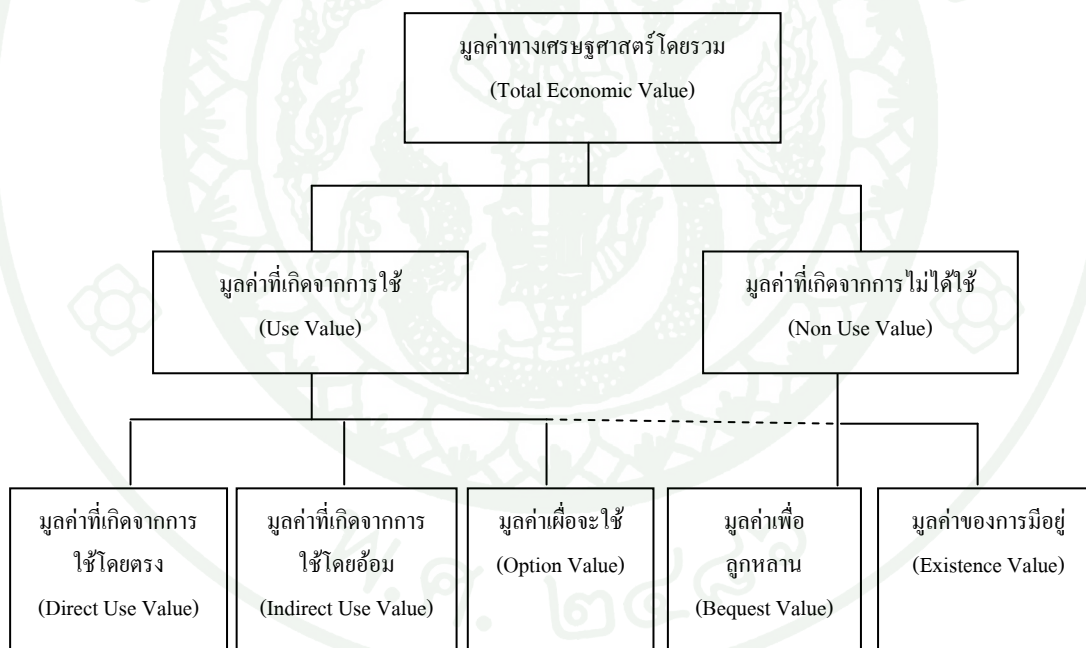 มูลค่าทางเศรษฐศาสตร์โดยรวม
(Total Economic Value)
มูลค่าที่เกิดจากการใช้
(Use Value)
มูลค่าที่เกิดจากการไม่ได้ใช้
(Non Use Value)
มูลค่าที่เกิดจากการ
ใช้โดยตรง
(Direct Use Value)
มูลค่าที่เกิดจากการ
ใช้โดยอ้อม
(Indirect Use Value)
มูลค่าเผื่อจะใช้
(Option Value)
มูลค่าเพื่อ
ลูกหลาน
(Bequest Value)
มูลค่าของการมีอยู่
(Existence Value)
พ.ศ. ๒๔๘๖